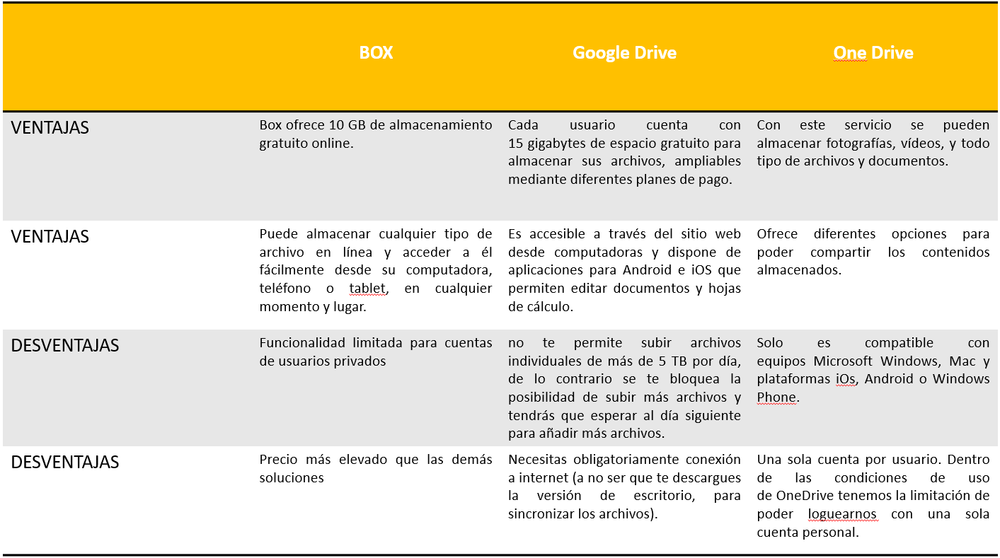 BOX
Google Drive
One Drive
VENTAJAS
Box ofrece 10 GB de almacenamiento
gratuito online.
Cada usuario cuenta con
15 gigabytes de espacio gratuito para
almacenar sus archivos, ampliables
mediante diferentes planes de pago.
Con este servicio se pueden
almacenar fotografías, vídeos, y todo
tipo de archivos y documentos.
VENTAJAS
Puede almacenar cualquier tipo de
archivo en línea y acceder a él
fácilmente desde su computadora,
teléfono o tablet, en cualquier
momento y lugar.
Es accesible a través del sitio web
desde computadoras y dispone de
aplicaciones para Android e iOS que
permiten editar documentos y hojas
de cálculo.
Ofrece diferentes opciones para
poder compartir los contenidos
almacenados.
DESVENTAJAS
Funcionalidad limitada para cuentas
de usuarios privados
no te permite subir archivos
individuales de más de 5 TB por día,
de lo contrario se te bloquea la
posibilidad de subir más archivos y
tendrás que esperar al día siguiente
para añadir más archivos.
Solo es compatible con
equipos Microsoft Windows, Mac y
plataformas iOs, Android o Windows
Phone.
DESVENTAJAS
Precio más elevado que las demás
soluciones
Necesitas obligatoriamente conexión
a internet (a no ser que te descargues
la versión de escritorio, para
sincronizar los archivos).
Una sola cuenta por usuario. Dentro
de las condiciones de uso
de OneDrive tenemos la limitación de
poder loguearnos con una sola
cuenta personal.